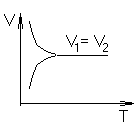 V
V₁ = V₂
T